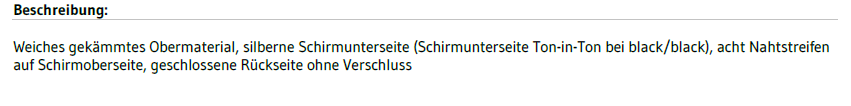 Beschreibung:
Weiches gekämmtes Obermaterial, silberne Schirmunterseite (Schirmunterseite Ton-in-Ton bei black/black), acht Nahtstreifen
auf Schirmoberseite, geschlossene Rückseite ohne Verschluss